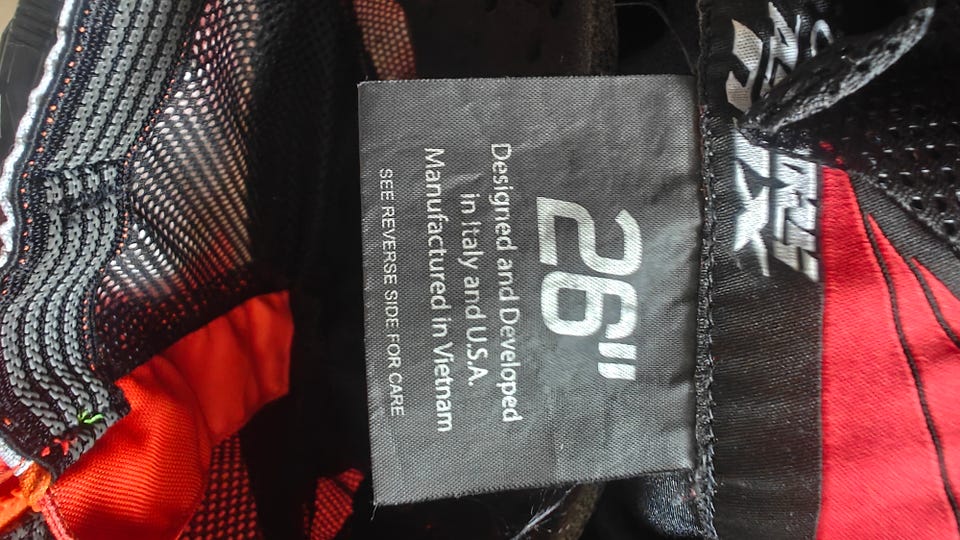 26"
Designed and Developed
in Italy and U.S.A.
Manufactured in Vietnam
SEE REVERSE SIDE FOR CARE